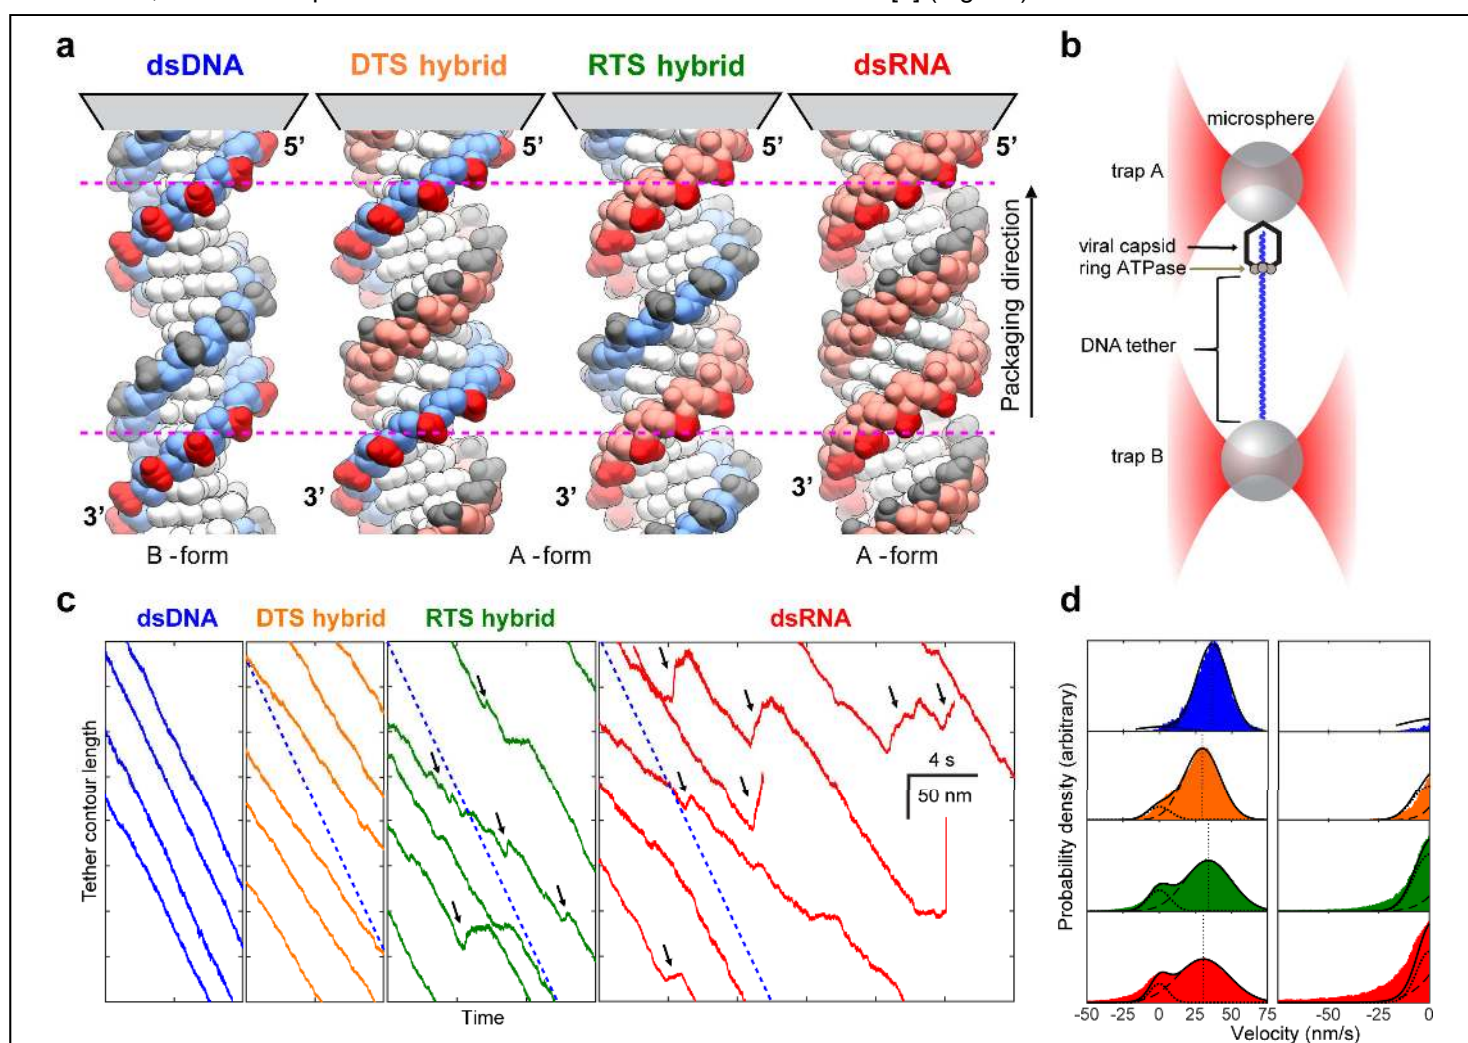 a
dsDNA
DTS hybrid
RTS hybrid
dsRNA
5’
5’
5’
5’
3’
3’
3’
3’
B -form
A -form
A -form
Packaging direction
b
microsphere
trap A
viral capsid
ring ATPase
DNA tether
trap B
c
dsDNA
DTS hybrid
RTS hybrid
dsRNA
Tether contour length
4 s
50 nm
Time
d
Probability density (arbitrary)
-50 -25 0 25 50 75
-50 -25 0
Velocity (nm/s)